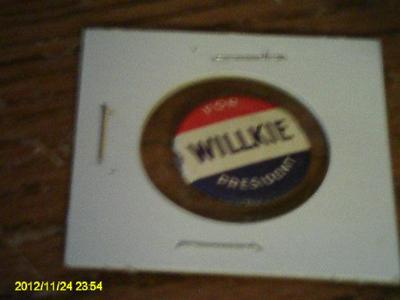 FOR
WILLKIE
PRESIDENT
2012/11/24 23:54